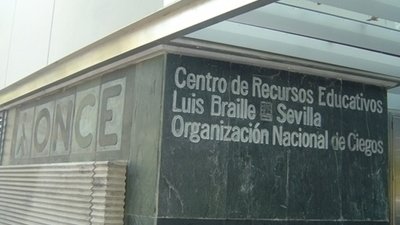 ONCE
Centro de Recursos Educativos
Luis Braille Sevilla
Organización Nacional de Ciegos